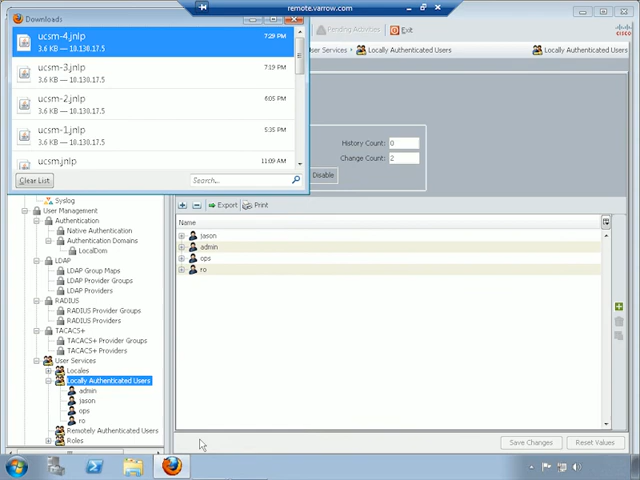 remote.varrow.com
Downloads
ucsm-4.jnlp 7:29 PM
3.6 KB — 10.130.17.5
ucsm-3.jnlp 7:19 PM
3.6 KB — 10.130.17.5
ucsm-2.jnlp 6:05 PM
3.6 KB — 10.130.17.5
ucsm-1.jnlp 5:35 PM
3.6 KB — 10.130.17.5
ucsm.jnlp 11:09 AM
Clear List
Search...
Pending Activities
Exit
cisco
User Services
Locally Authenticated Users
Locally Authenticated Users
History Count: 0
Change Count: 2
Disable
Syslog
User Management
Authentication
Native Authentication
Authentication Domains
LocalDom
LDAP
LDAP Group Maps
LDAP Provider Groups
LDAP Providers
RADIUS
RADIUS Provider Groups
RADIUS Providers
TACACS+
TACACS+ Provider Groups
TACACS+ Providers
User Services
Locales
Locally Authenticated Users
admin
jason
ops
ro
Remotely Authenticated Users
Roles
Export
Print
Name
jason
admin
ops
ro
Save Changes
Reset Values